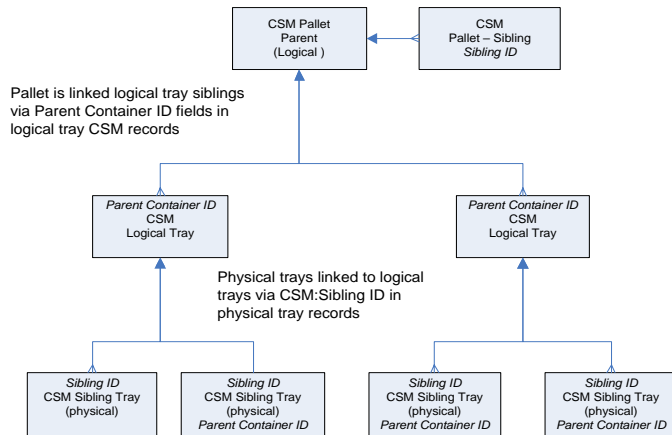 CSM Pallet
Parent
(Logical )
CSM
Pallet – Sibling
Sibling ID
Pallet is linked logical tray siblings
via Parent Container ID fields in
logical tray CSM records
Parent Container ID
CSM
Logical Tray
Parent Container ID
CSM
Logical Tray
Physical trays linked to logical
trays via CSM:Sibling ID in
physical tray records
Sibling ID
CSM Sibling Tray
(physical)
Sibling ID
CSM Sibling Tray
(physical)
Parent Container ID
Sibling ID
CSM Sibling Tray
(physical)
Parent Container ID
Sibling ID
CSM Sibling Tray
(physical)
Parent Container ID